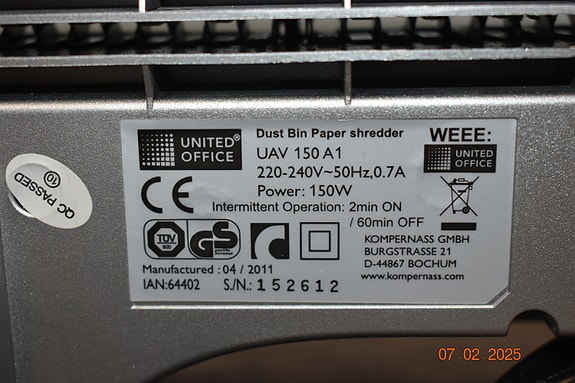 Dust Bin Paper shredder
WEEE:
UNITED® OFFICE
UAV 150 A1
220-240V~50Hz,0.7A
Power: 150W
Intermittent Operation: 2min ON
/ 60min OFF
UNITED OFFICE
CE
TÜV
SÜD
GS
KOMPERNASS GMBH
BURGSTRASSE 21
D-44867 BOCHUM
www.kompernass.com
Manufactured : 04 / 2011
IAN:64402 S/N.: 152612
QC PASSED
10
07.02.2025